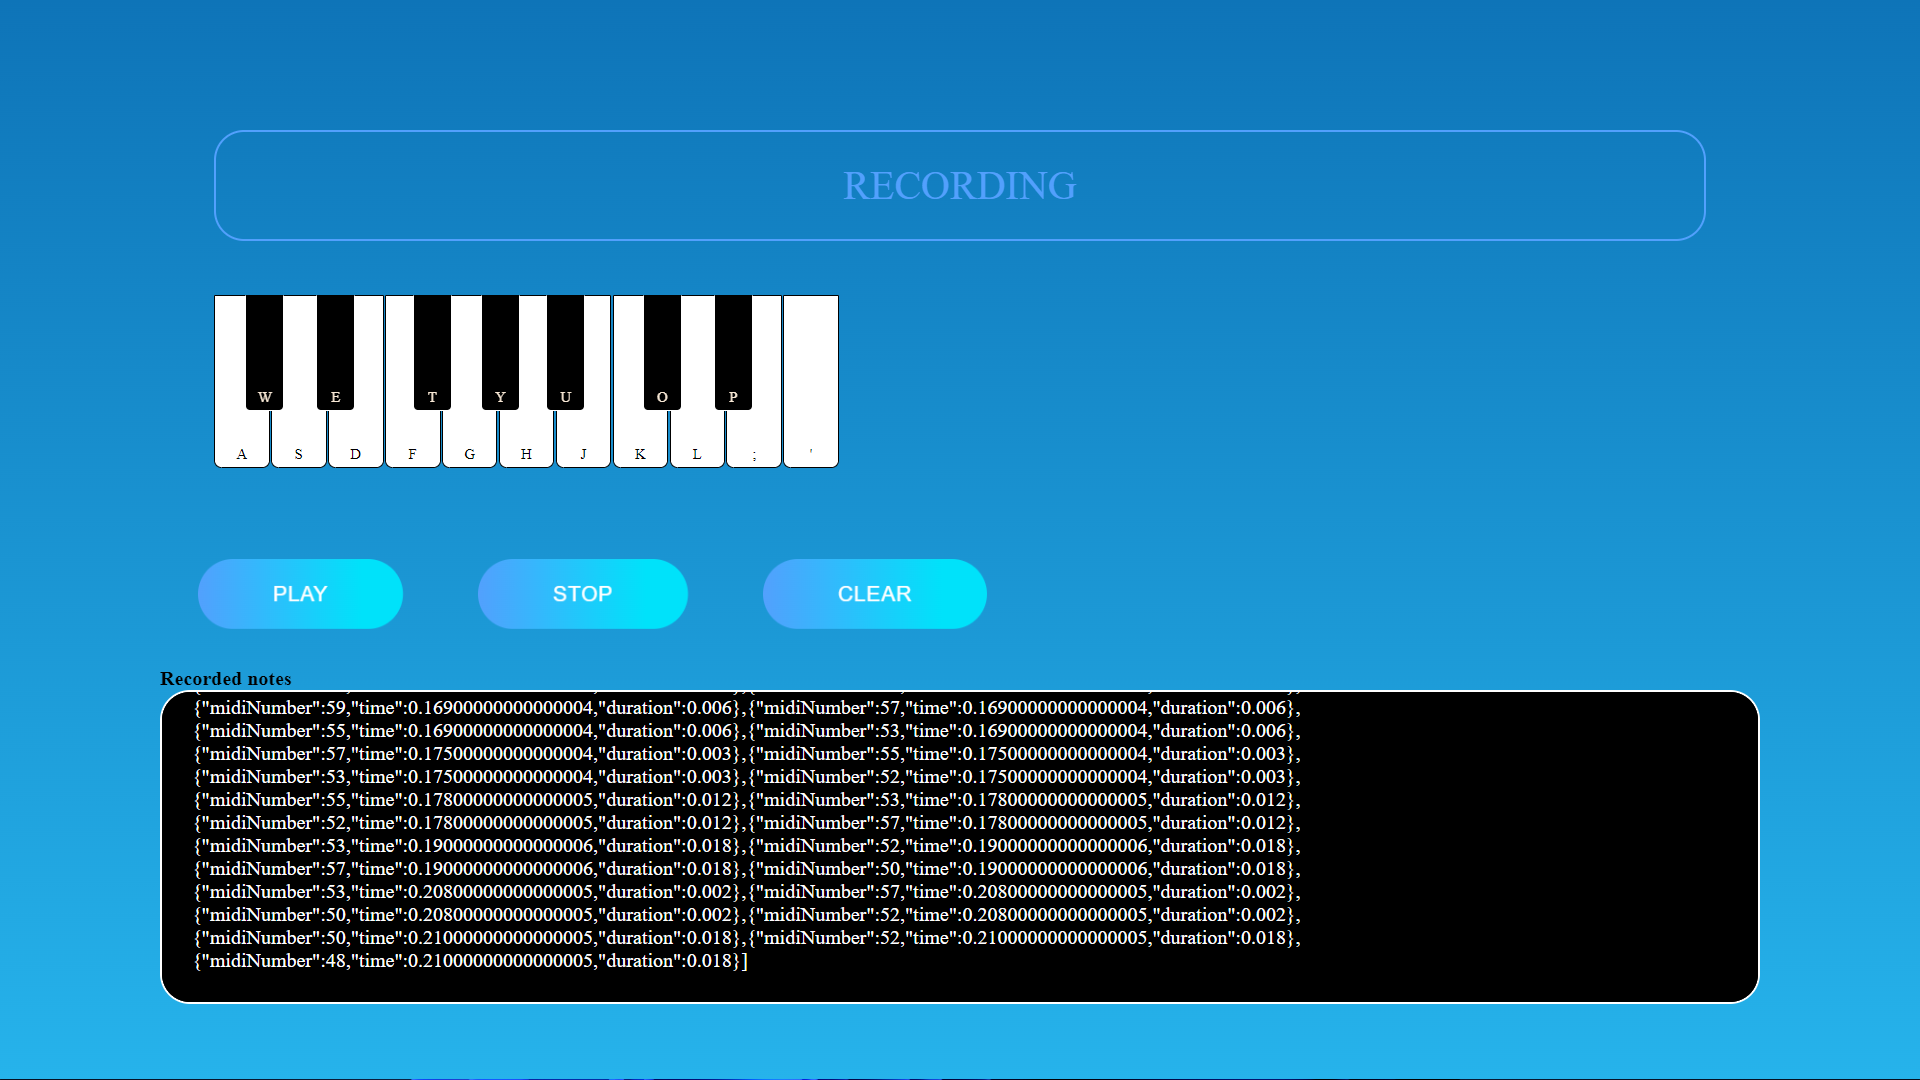 RECORDING
W E T Y U O P
A S D F G H J K L ; '
PLAY STOP CLEAR
Recorded notes
{"midiNumber":59,"time":0.16900000000000004,"duration":0.006},{"midiNumber":57,"time":0.16900000000000004,"duration":0.006},
{"midiNumber":55,"time":0.16900000000000004,"duration":0.006},{"midiNumber":53,"time":0.16900000000000004,"duration":0.006},
{"midiNumber":57,"time":0.17500000000000004,"duration":0.003},{"midiNumber":55,"time":0.17500000000000004,"duration":0.003},
{"midiNumber":53,"time":0.17500000000000004,"duration":0.003},{"midiNumber":52,"time":0.17500000000000004,"duration":0.003},
{"midiNumber":55,"time":0.17800000000000005,"duration":0.012},{"midiNumber":53,"time":0.17800000000000005,"duration":0.012},
{"midiNumber":52,"time":0.17800000000000005,"duration":0.012},{"midiNumber":57,"time":0.17800000000000005,"duration":0.012},
{"midiNumber":53,"time":0.19000000000000006,"duration":0.018},{"midiNumber":52,"time":0.19000000000000006,"duration":0.018},
{"midiNumber":57,"time":0.19000000000000006,"duration":0.018},{"midiNumber":50,"time":0.19000000000000006,"duration":0.018},
{"midiNumber":53,"time":0.20800000000000005,"duration":0.002},{"midiNumber":57,"time":0.20800000000000005,"duration":0.002},
{"midiNumber":50,"time":0.20800000000000005,"duration":0.002},{"midiNumber":52,"time":0.20800000000000005,"duration":0.002},
{"midiNumber":50,"time":0.21000000000000005,"duration":0.018},{"midiNumber":52,"time":0.21000000000000005,"duration":0.018},
{"midiNumber":48,"time":0.21000000000000005,"duration":0.018}]